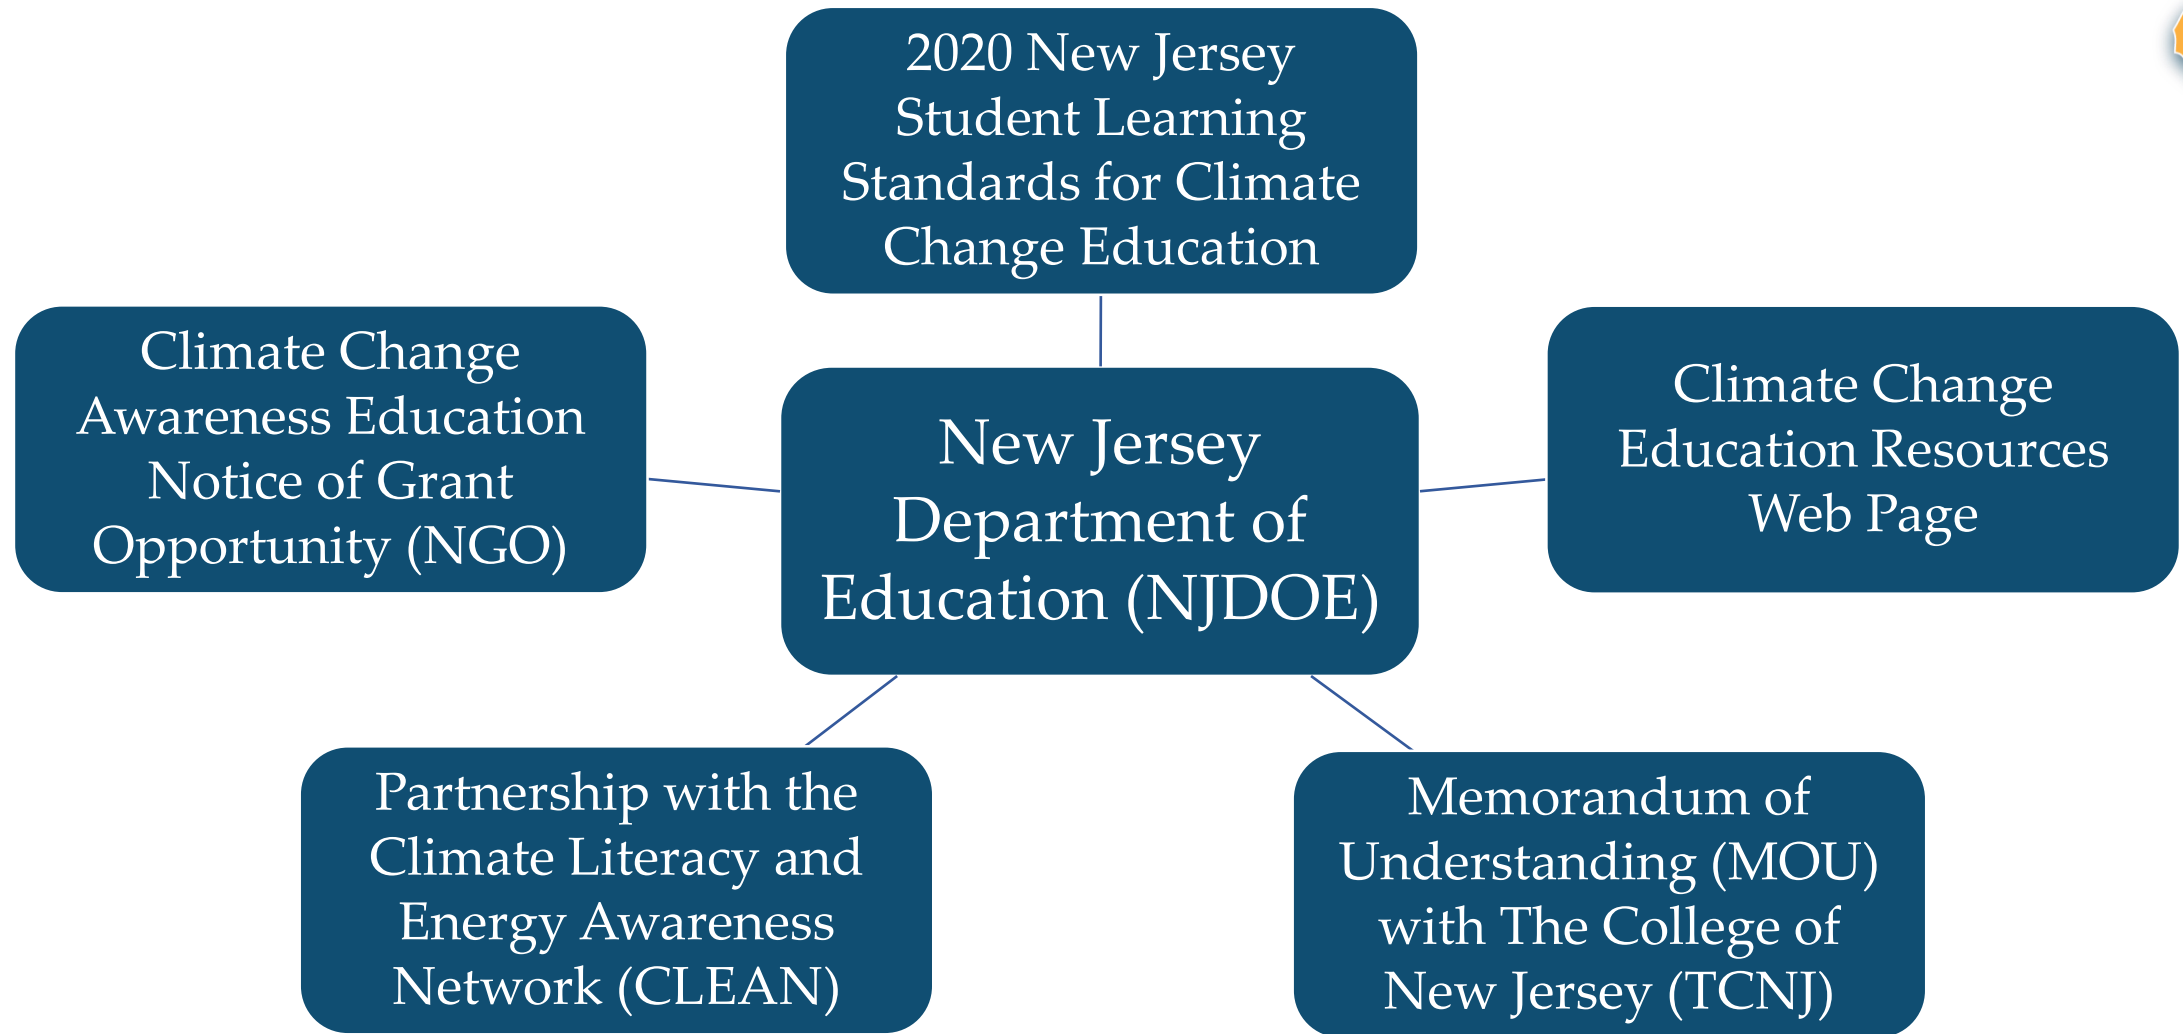 2020 New Jersey
Student Learning
Standards for Climate
Change Education
Climate Change
Awareness Education
Notice of Grant
Opportunity (NGO)
New Jersey
Department of
Education (NJDOE)
Climate Change
Education Resources
Web Page
Partnership with the
Climate Literacy and
Energy Awareness
Network (CLEAN)
Memorandum of
Understanding (MOU)
with The College of
New Jersey (TCNJ)